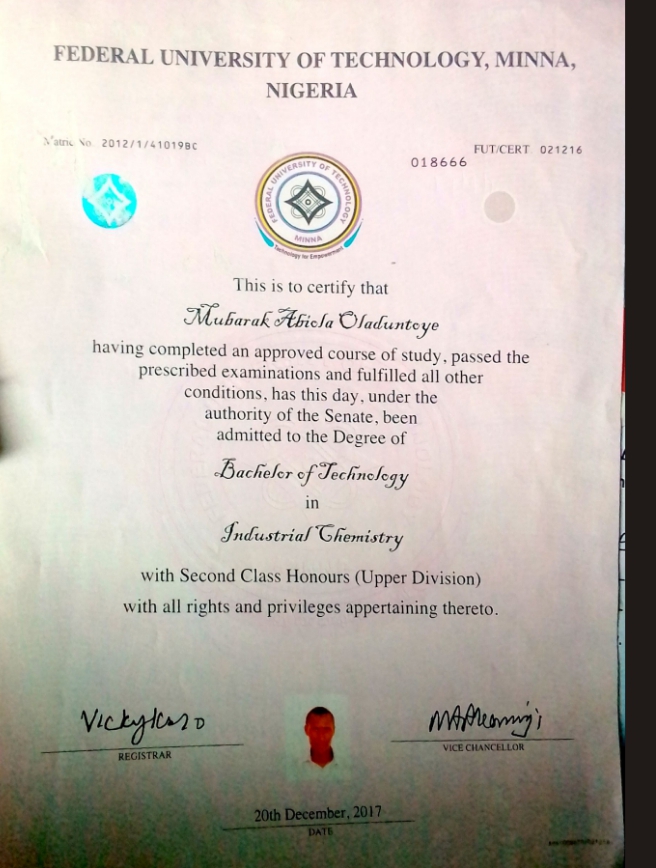 FEDERAL UNIVERSITY OF TECHNOLOGY, MINNA,
NIGERIA
Matric No. 2012/1/41019BC
FUT/CERT 021216
018666
FEDERAL UNIVERSITY OF TECHNOLOGY
MINNA
Technology for Empowerment
This is to certify that
Mubarak Abiola Oladuntoye
having completed an approved course of study, passed the
prescribed examinations and fulfilled all other
conditions, has this day, under the
authority of the Senate, been
admitted to the Degree of
Bachelor of Technology
in
Industrial Chemistry
with Second Class Honours (Upper Division)
with all rights and privileges appertaining thereto.
REGISTRAR
VICE CHANCELLOR
20th December, 2017
DATE